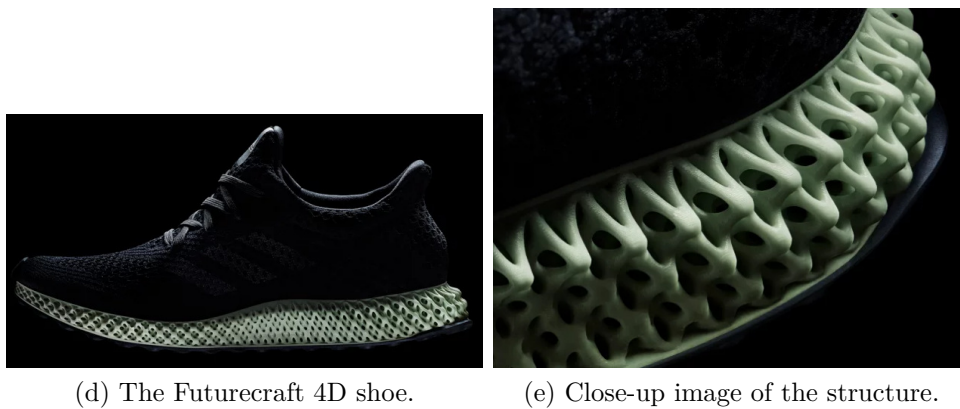 (d) The Futurecraft 4D shoe.
(e) Close-up image of the structure.